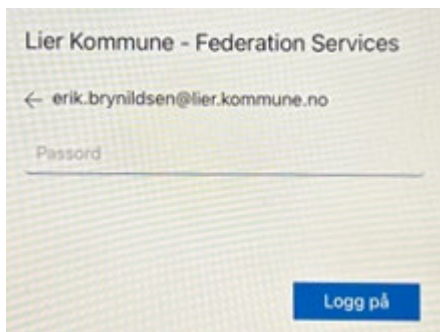 Lier Kommune - Federation Services
← erik.brynildsen@lier.kommune.no
Passord
Logg på